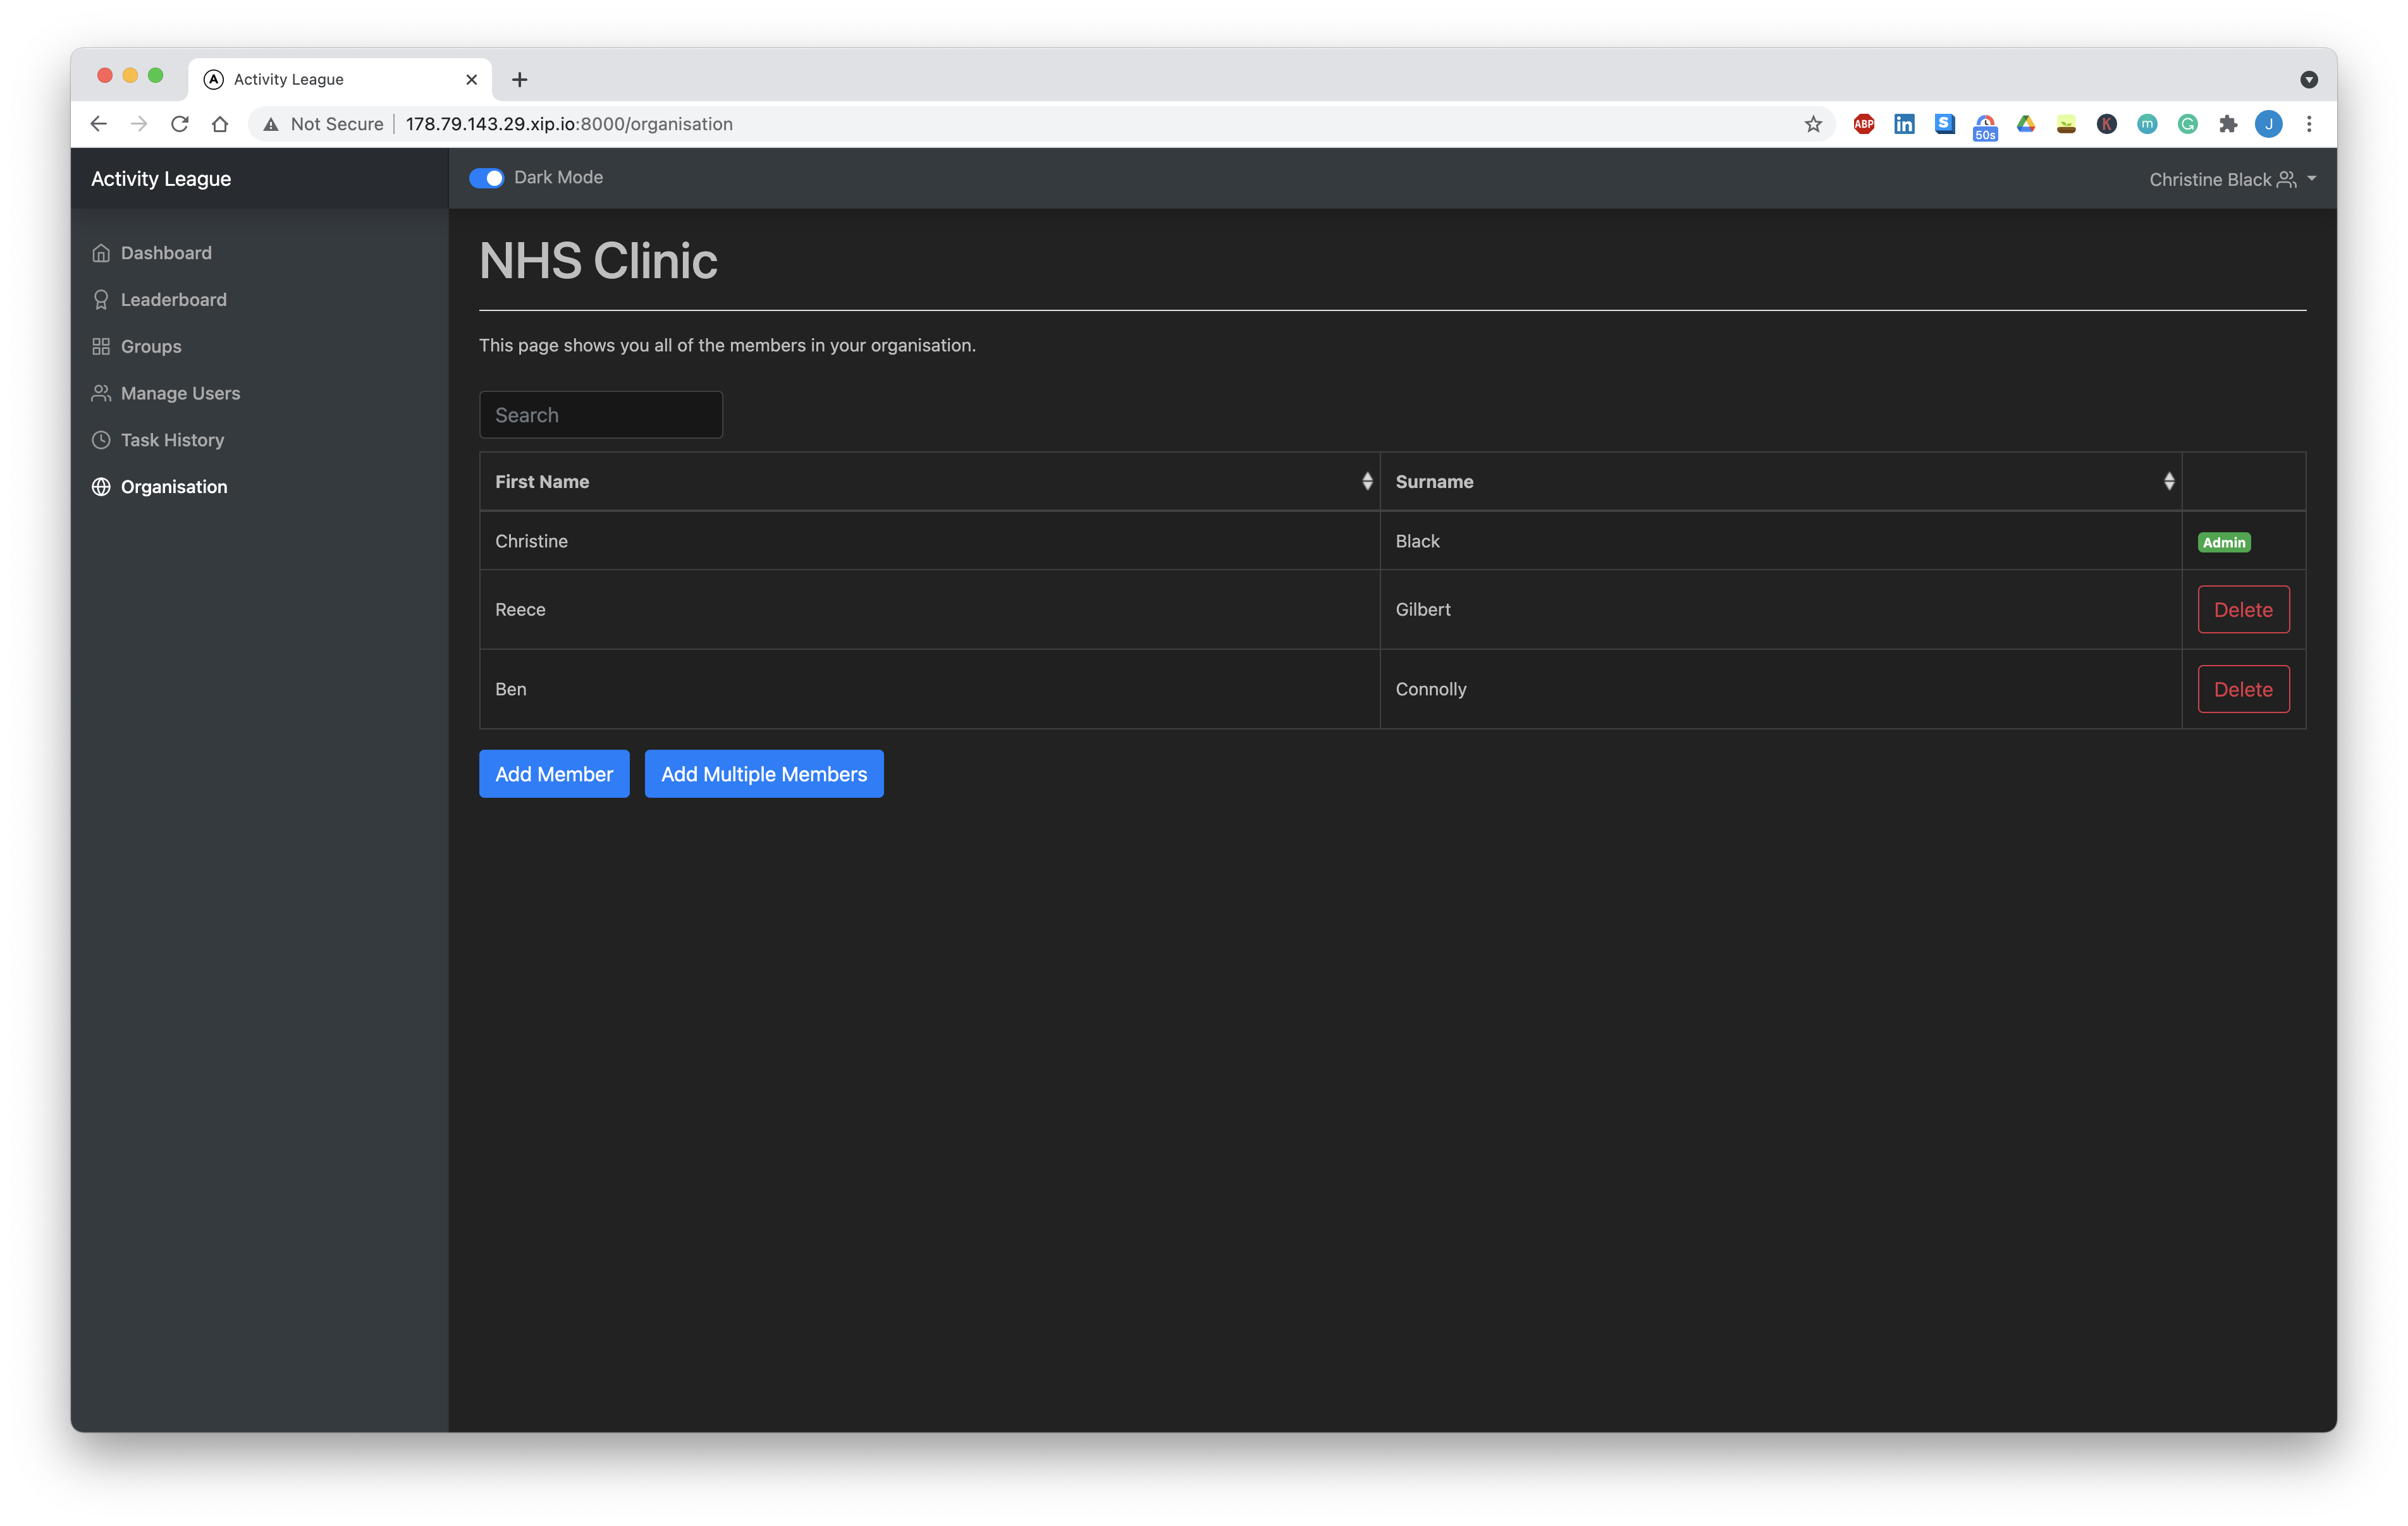 Activity League
Not Secure 178.79.143.29.xip.io:8000/organisation
ABP
in
S
50s
K
m
G
J
Activity League
Dark Mode
Christine Black
Dashboard
Leaderboard
Groups
Manage Users
Task History
Organisation
NHS Clinic
This page shows you all of the members in your organisation.
Search
First Name Surname
Christine Black Admin
Reece Gilbert Delete
Ben Connolly Delete
Add Member Add Multiple Members